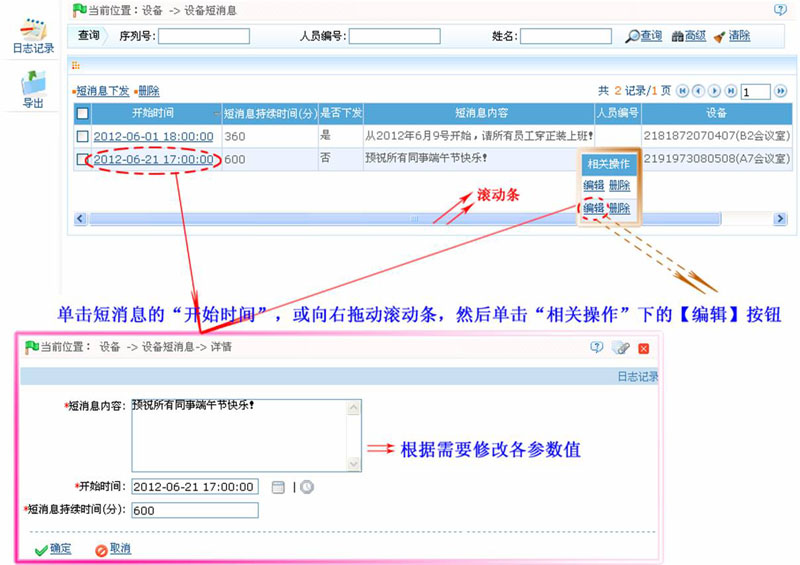 当前位置： 设备 -> 设备短消息
日志记录
导出
查询 序列号: 人员编号: 姓名: 查询 高级 清除
短消息下发 删除 共 2 记录/1 页 1
开始时间 短消息持续时间(分) 是否下发 短消息内容 人员编号 设备
2012-06-01 18:00:00 360 是 从2012年6月9号开始，请所有员工穿正装上班! 2181872070407(B2会议室)
2012-06-21 17:00:00 600 否 预祝所有同事端午节快乐! 2191973080508(A7会议室)
相关操作
编辑 删除
编辑 删除
滚动条
单击短消息的“开始时间”，或向右拖动滚动条，然后单击“相关操作”下的【编辑】按钮
当前位置： 设备 -> 设备短消息-> 详情
日志记录
*短消息内容: 预祝所有同事端午节快乐!
根据需要修改各参数值
*开始时间: 2012-06-21 17:00:00 |
*短消息持续时间(分): 600
确定 取消